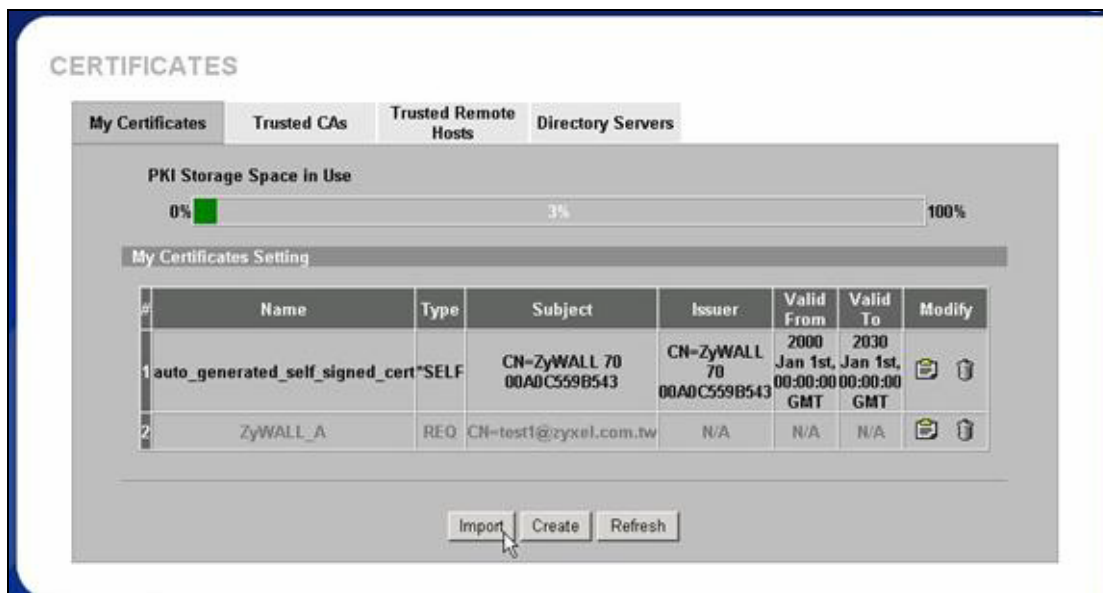 CERTIFICATES
My Certificates
Trusted CAs
Trusted Remote
Hosts
Directory Servers
PKI Storage Space in Use
0%
3%
100%
My Certificates Setting
# Name Type Subject Issuer Valid From Valid To Modify
1 auto_generated_self_signed_cert *SELF CN=ZyWALL 70 00A0C559B543 CN=ZyWALL 70 00A0C559B543 2000 Jan 1st, 00:00:00 GMT 2030 Jan 1st, 00:00:00 GMT
2 ZyWALL_A REQ CN=test1@zyxel.com.tw N/A N/A N/A
Import Create Refresh